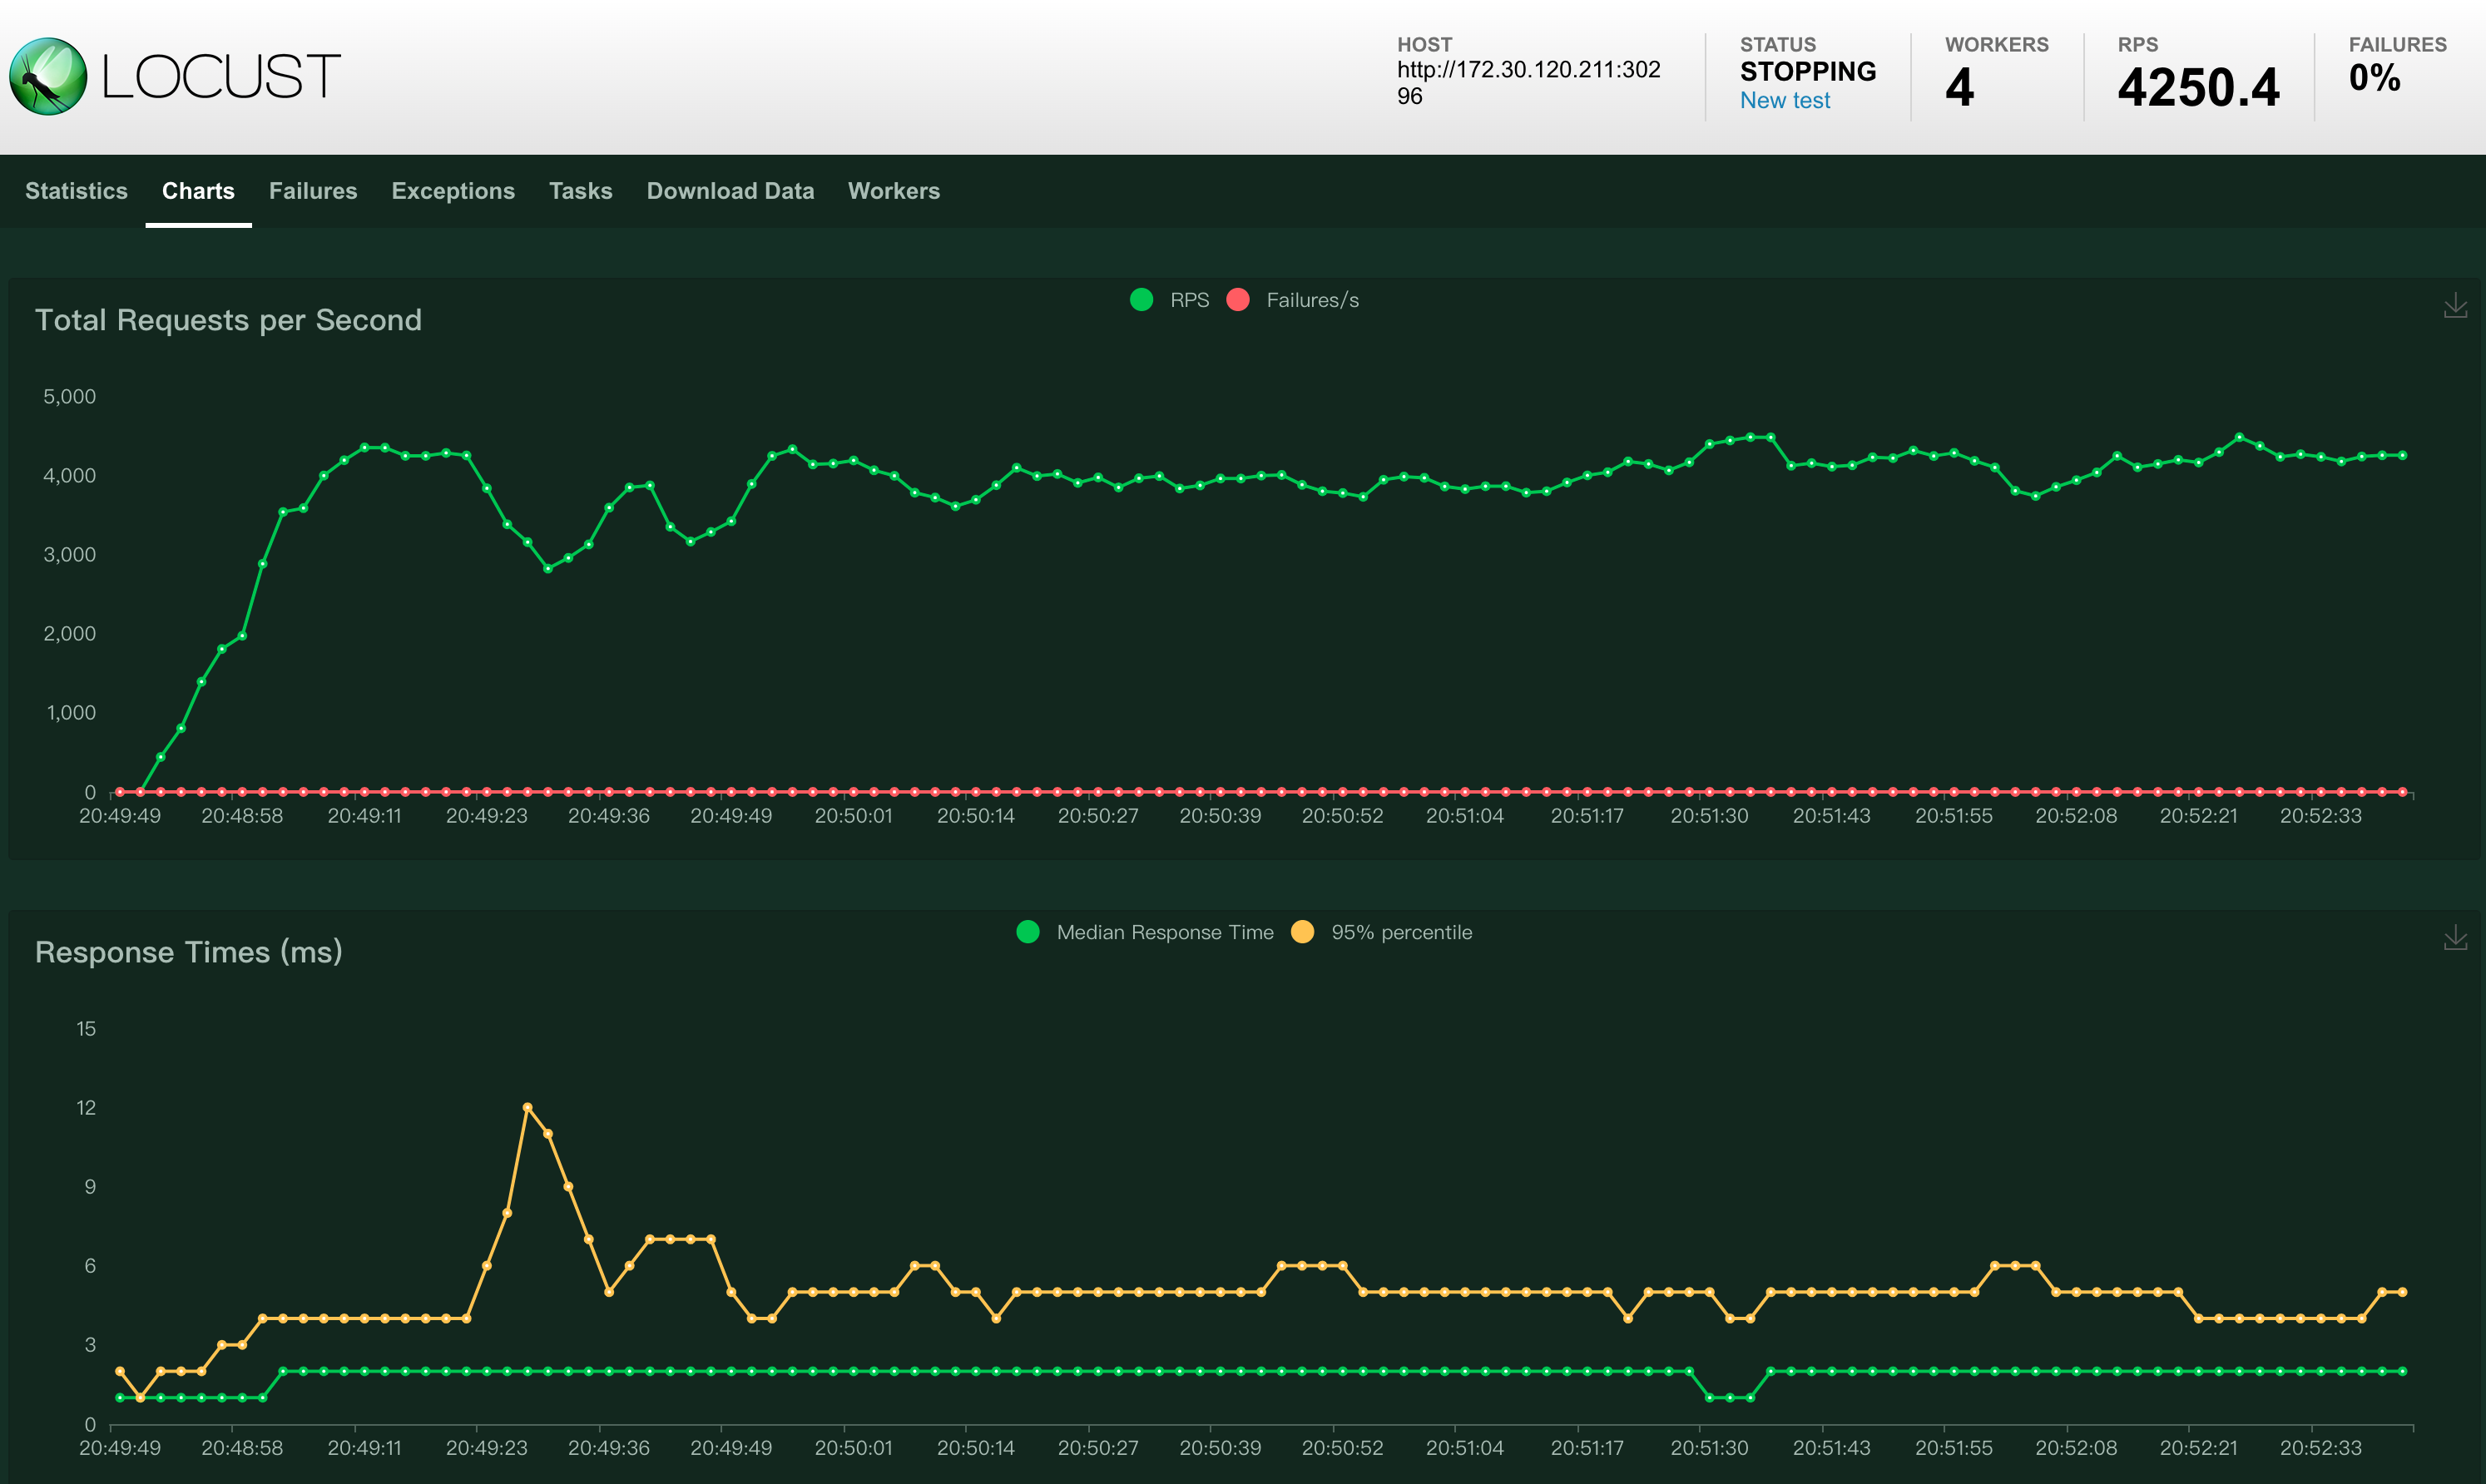 LOCUST
HOST
http://172.30.120.211:302
96
STATUS
STOPPING
New test
WORKERS
4
RPS
4250.4
FAILURES
0%
Statistics Charts Failures Exceptions Tasks Download Data Workers
Total Requests per Second
RPS Failures/s
5,000
4,000
3,000
2,000
1,000
0
20:49:49 20:48:58 20:49:11 20:49:23 20:49:36 20:49:49 20:50:01 20:50:14 20:50:27 20:50:39 20:50:52 20:51:04 20:51:17 20:51:30 20:51:43 20:51:55 20:52:08 20:52:21 20:52:33
Response Times (ms)
Median Response Time 95% percentile
15
12
9
6
3
0
20:49:49 20:48:58 20:49:11 20:49:23 20:49:36 20:49:49 20:50:01 20:50:14 20:50:27 20:50:39 20:50:52 20:51:04 20:51:17 20:51:30 20:51:43 20:51:55 20:52:08 20:52:21 20:52:33